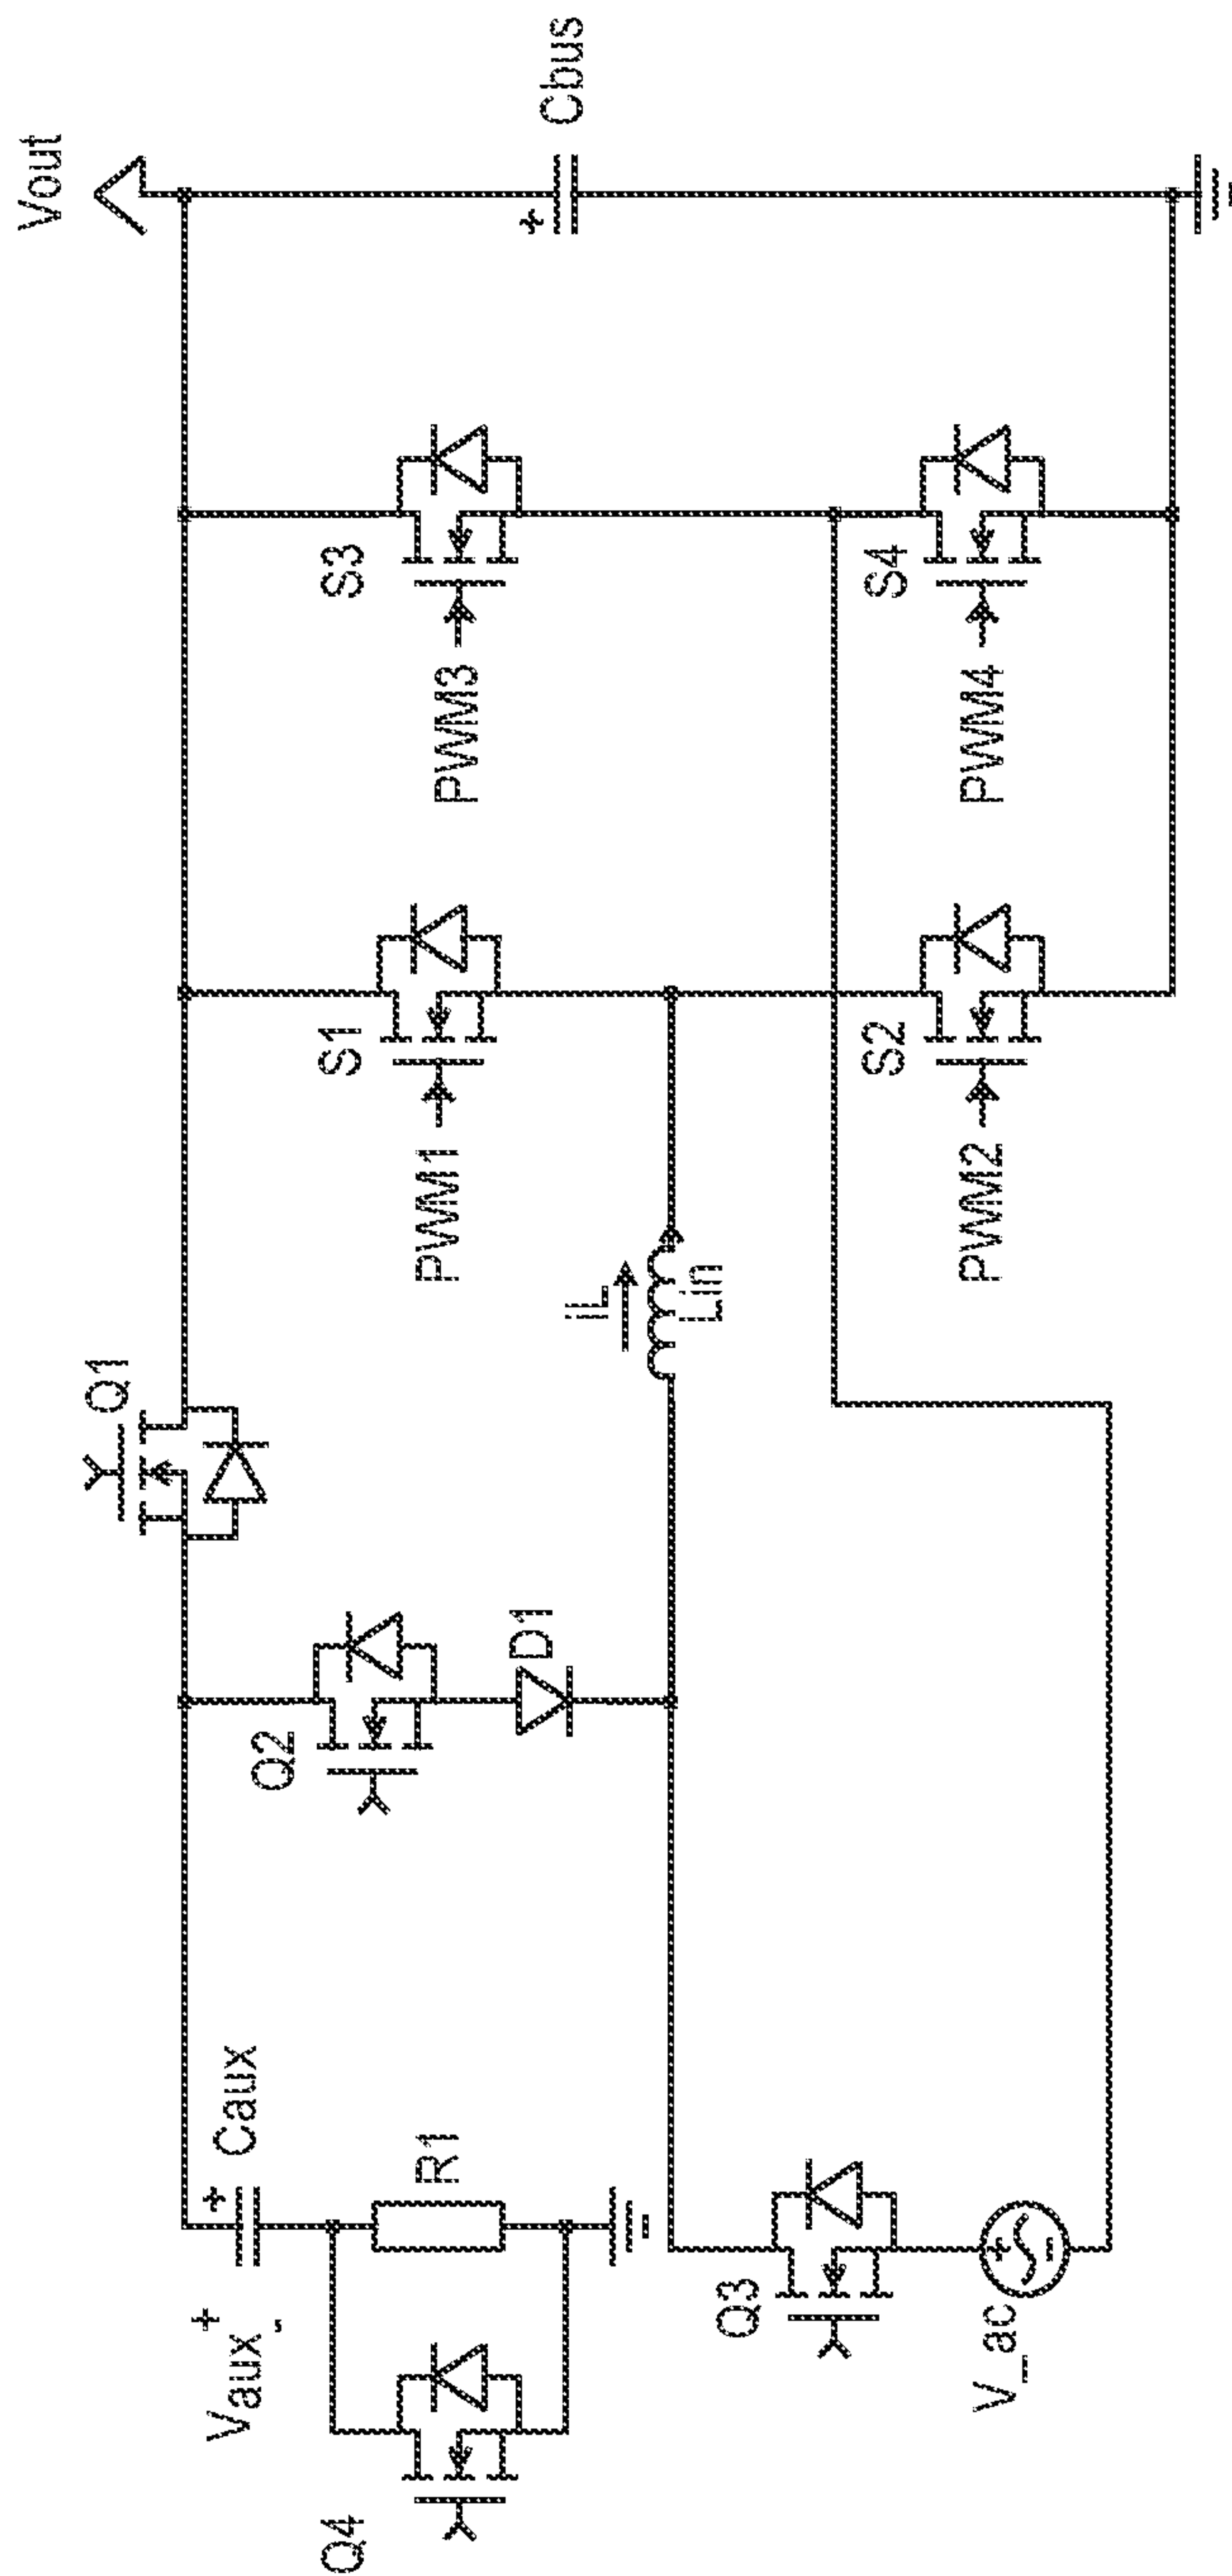 Vout
Cbus
S3
PWM3
S4
PWM4
S1
PWM1
S2
PWM2
Q1
iL
Lin
Q2
D1
Caux
Vaux
R1
Q3
V_ac
Q4